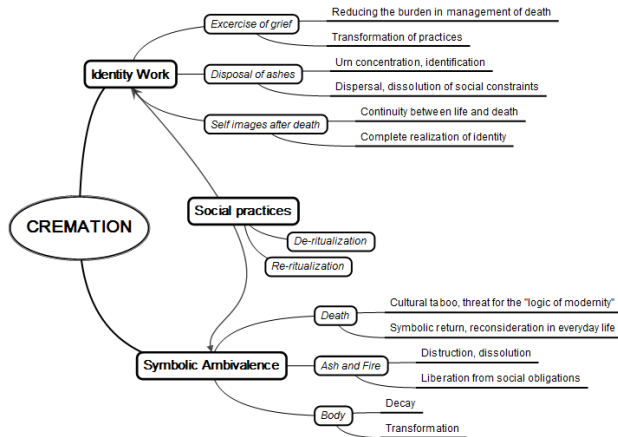 Excercise of grief
Reducing the burden in management of death
Transformation of practices
Identity Work
Disposal of ashes
Urn concentration, identification
Dispersal, dissolution of social constraints
Self images after death
Continuity between life and death
Complete realization of identity
CREMATION
Social practices
De-ritualization
Re-ritualization
Symbolic Ambivalence
Death
Cultural taboo, threat for the "logic of modernity"
Symbolic return, reconsideration in everyday life
Ash and Fire
Distruction, dissolution
Liberation from social obligations
Body
Decay
Transformation